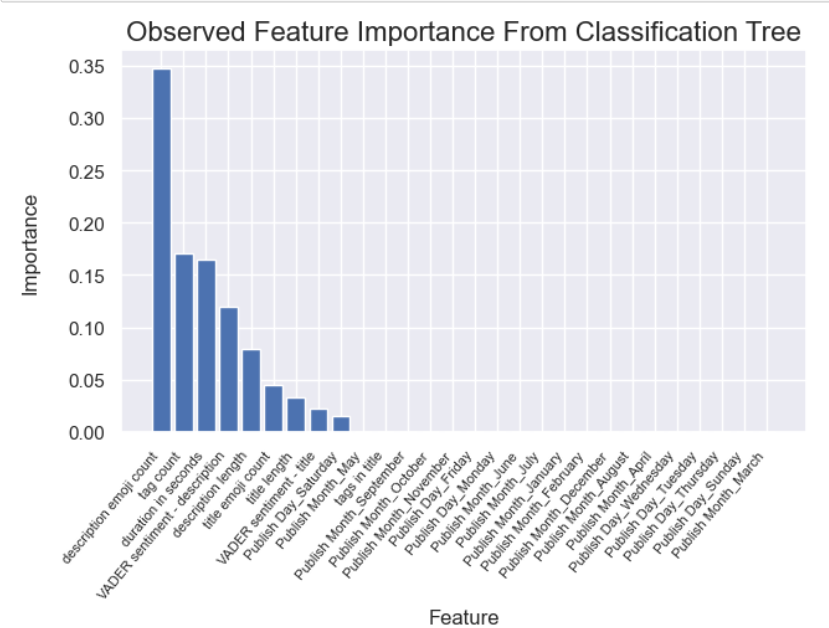 Observed Feature Importance From Classification Tree
0.35
0.30
0.25
0.20
0.15
0.10
0.05
0.00
Importance
description emoji count
tag count
duration in seconds
VADER sentiment - description
description length
title emoji count
title length
VADER sentiment - title
Publish Day_Saturday
Publish Month_May
tags in title
Publish Month_September
Publish Month_October
Publish Month_November
Publish Day_Friday
Publish Day_Monday
Publish Month_June
Publish Month_July
Publish Month_January
Publish Month_February
Publish Month_December
Publish Month_August
Publish Month_April
Publish Day_Wednesday
Publish Day_Tuesday
Publish Day_Thursday
Publish Day_Sunday
Publish Month_March
Feature